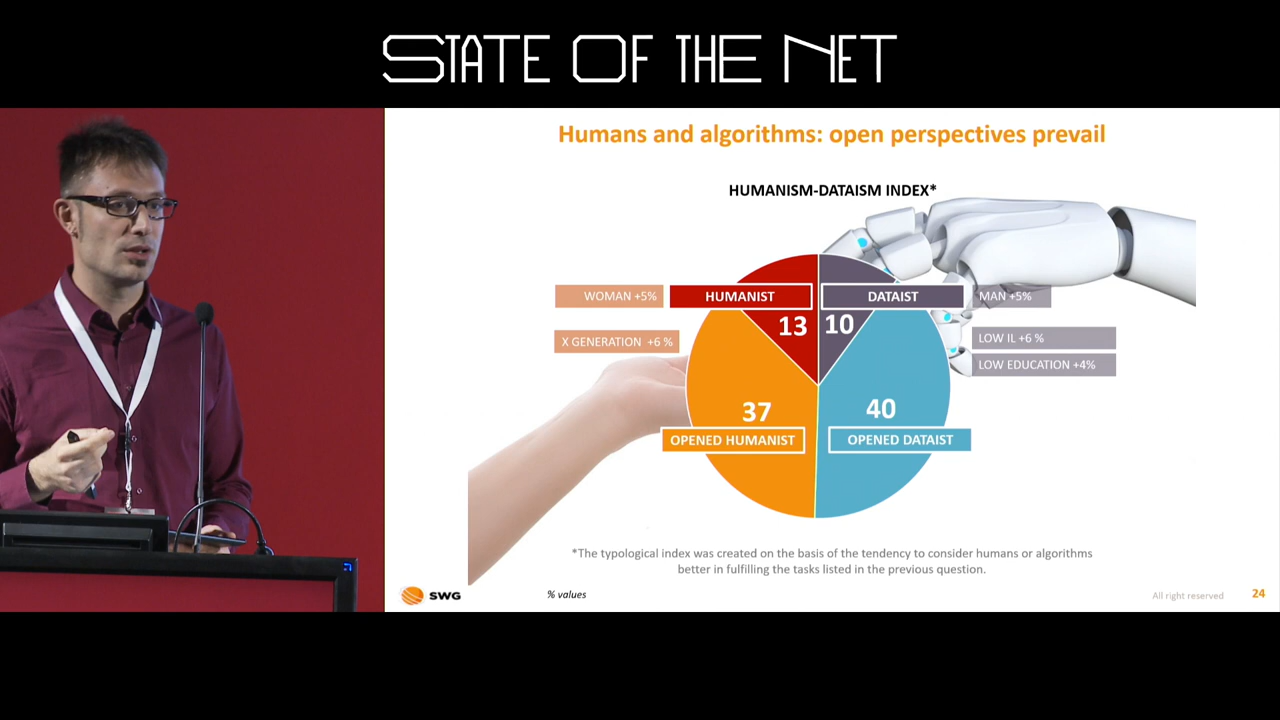 STATE OF THE NET
Humans and algorithms: open perspectives prevail
HUMANISM-DATAISM INDEX*
WOMAN +5%
HUMANIST
DATAIST
MAN +5%
13
10
X GENERATION +6 %
LOW IL +6 %
LOW EDUCATION +4%
37
40
OPENED HUMANIST
OPENED DATAIST
*The typological index was created on the basis of the tendency to consider humans or algorithms
better in fulfilling the tasks listed in the previous question.
SWG
% values
All right reserved
24